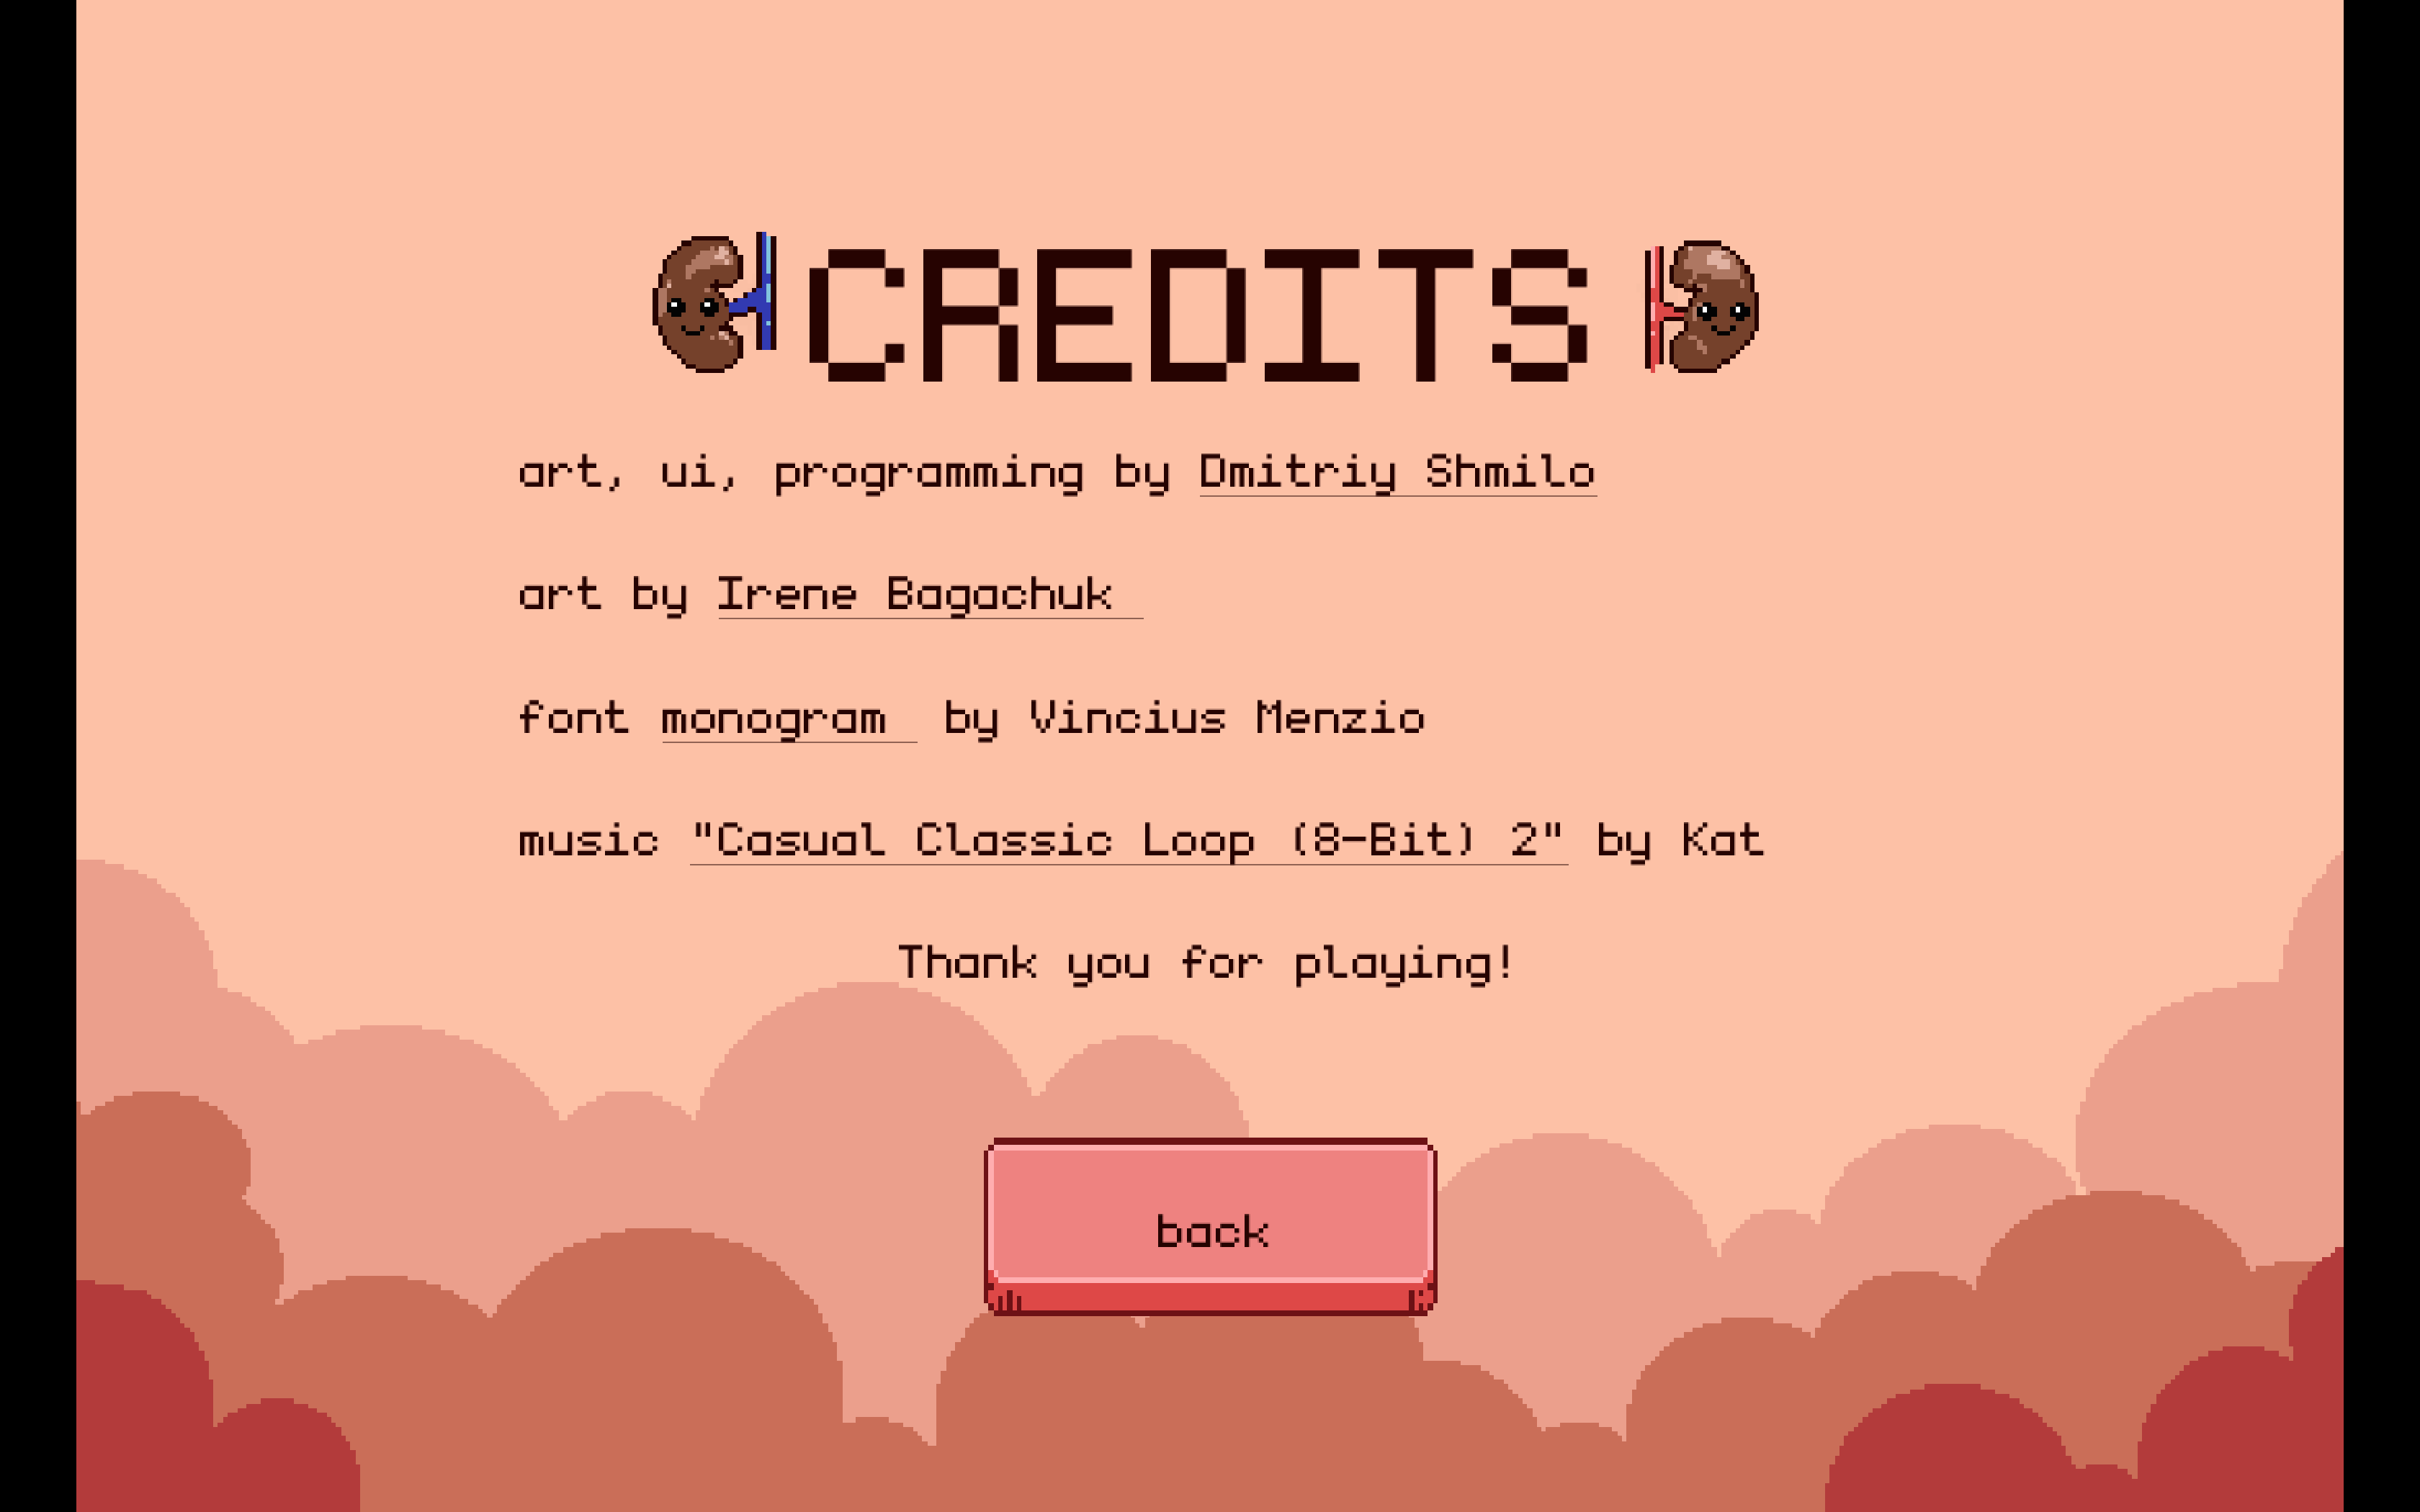 CREDITS
art, ui, programming by Dmitriy Shmilo
art by Irene Bagachuk
font monogram by Vincius Menzio
music "Casual Classic Loop (8-Bit) 2" by Kat
Thank you for playing!
back